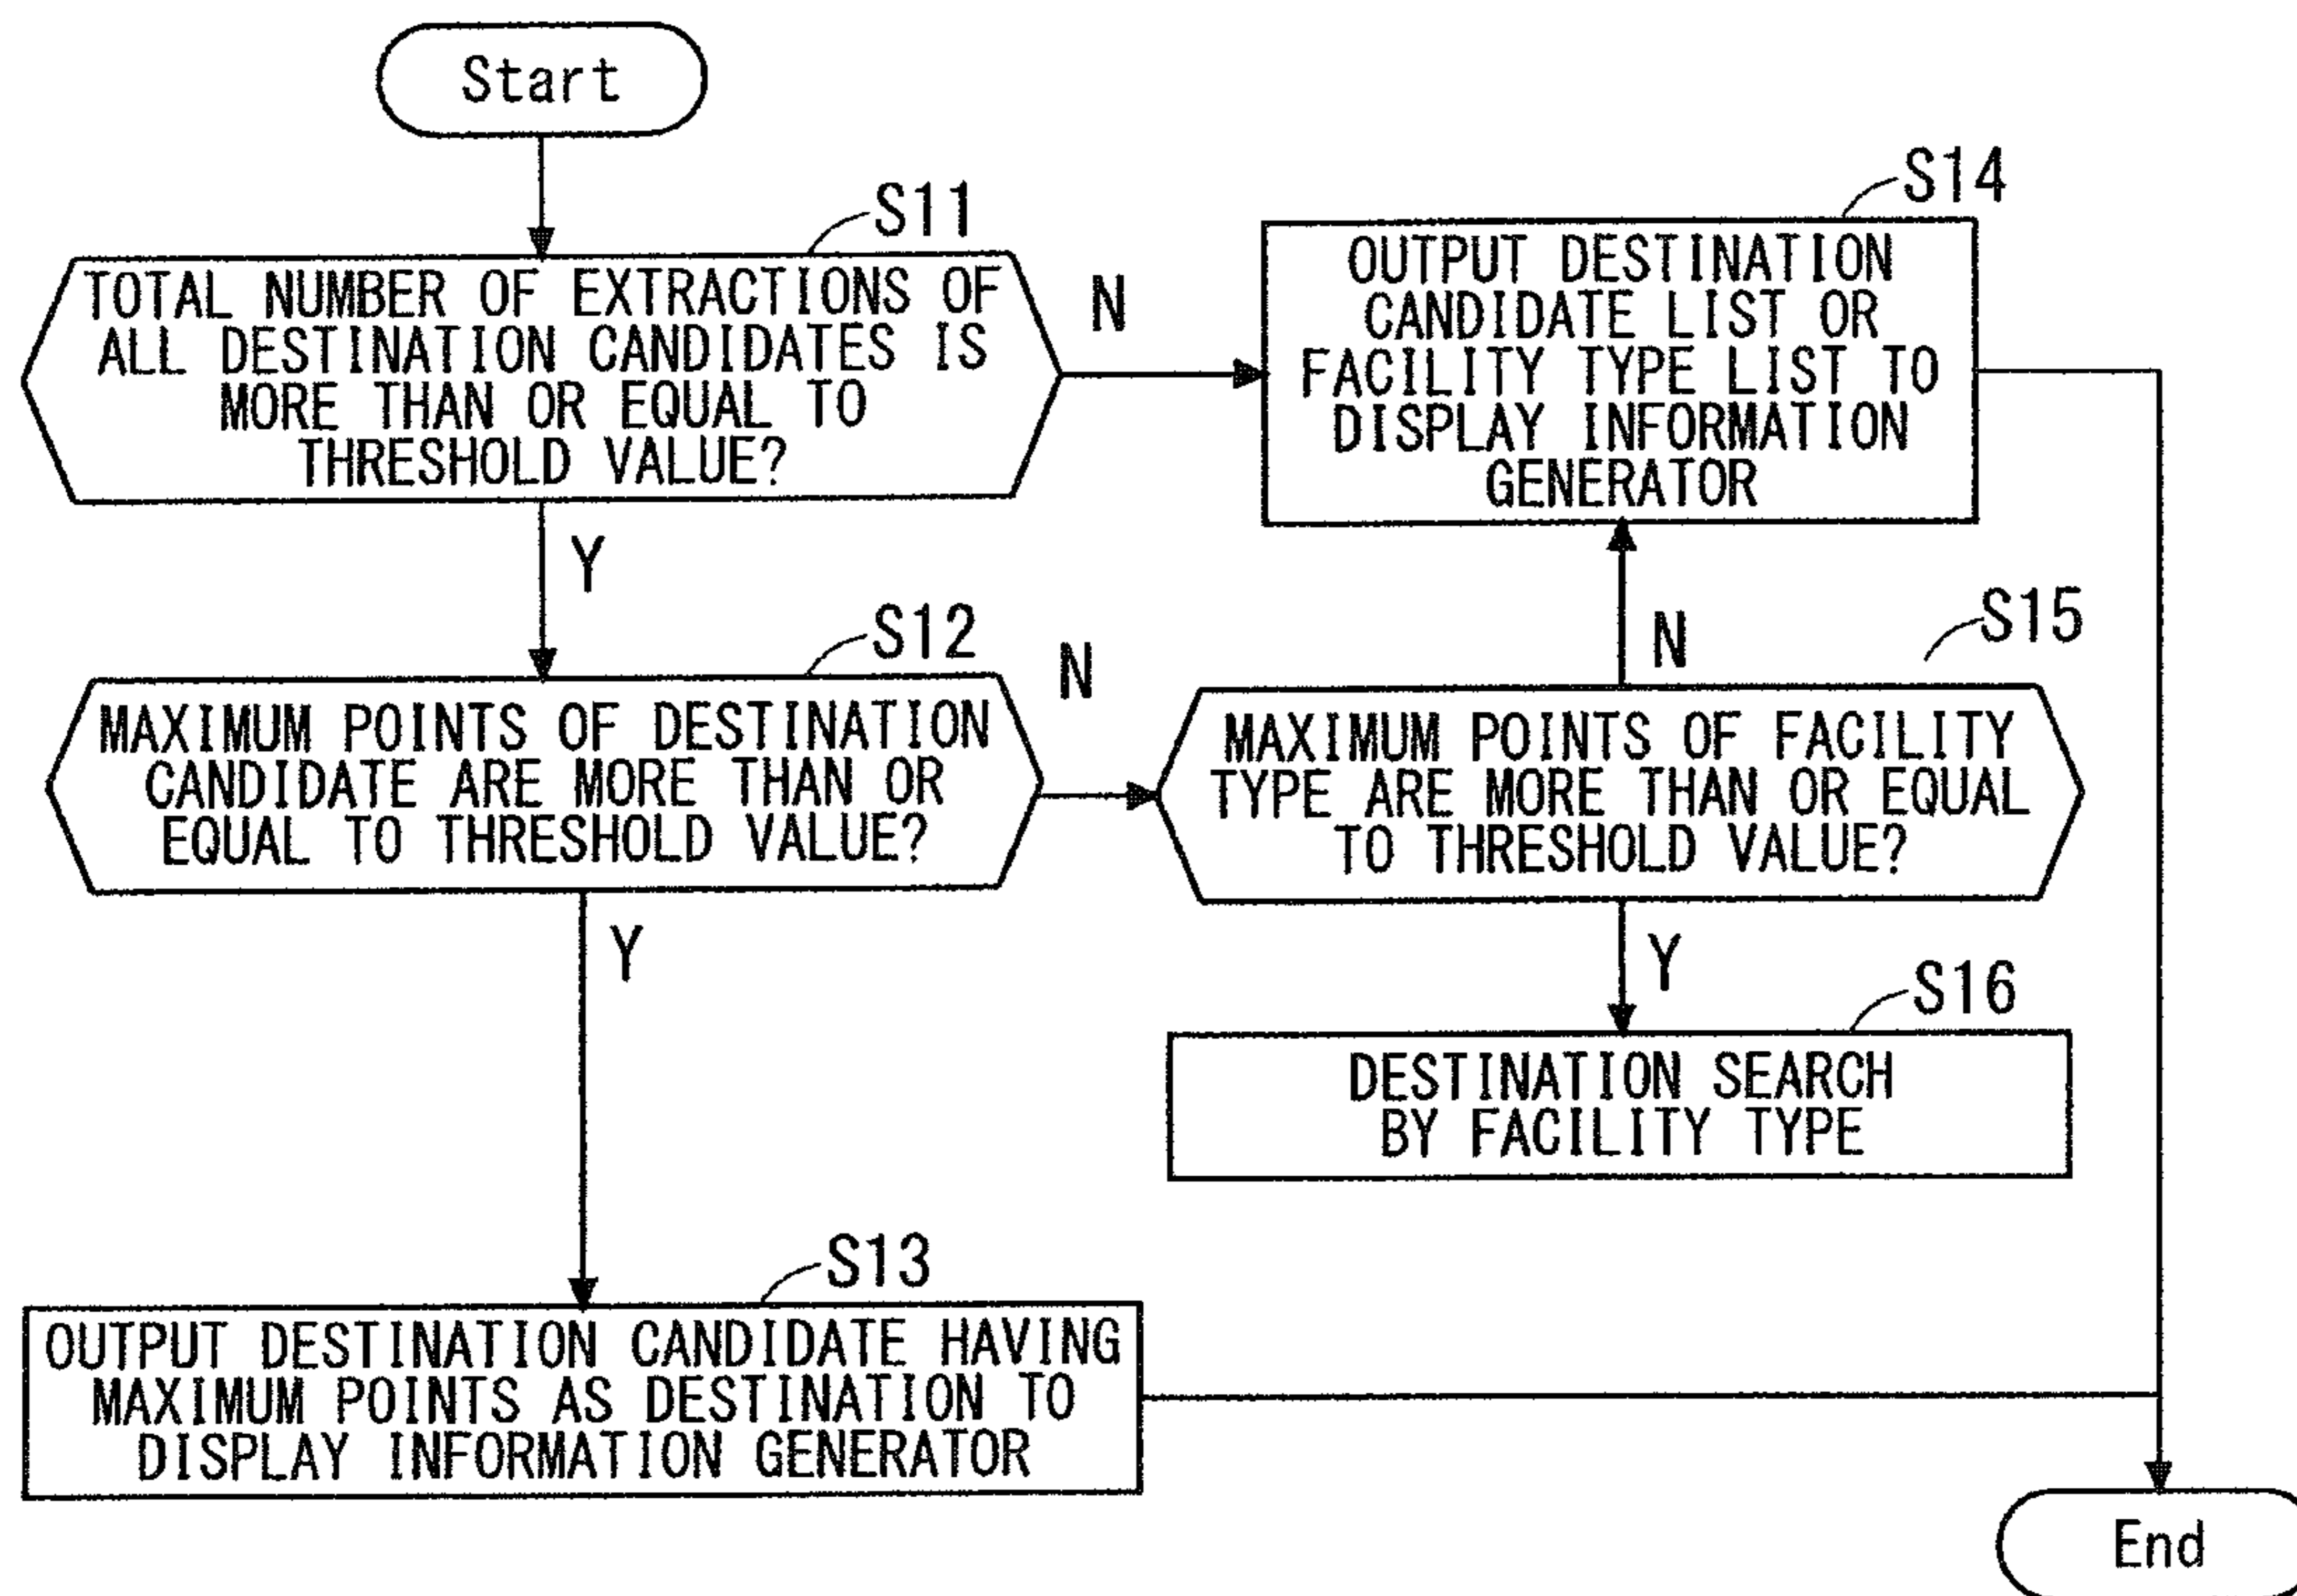 Start
S11
TOTAL NUMBER OF EXTRACTIONS OF
ALL DESTINATION CANDIDATES IS
MORE THAN OR EQUAL TO
THRESHOLD VALUE?
N
Y
S14
OUTPUT DESTINATION
CANDIDATE LIST OR
FACILITY TYPE LIST TO
DISPLAY INFORMATION
GENERATOR
S12
MAXIMUM POINTS OF DESTINATION
CANDIDATE ARE MORE THAN OR
EQUAL TO THRESHOLD VALUE?
N
Y
S15
N
MAXIMUM POINTS OF FACILITY
TYPE ARE MORE THAN OR EQUAL
TO THRESHOLD VALUE?
Y
S16
DESTINATION SEARCH
BY FACILITY TYPE
S13
OUTPUT DESTINATION CANDIDATE HAVING
MAXIMUM POINTS AS DESTINATION TO
DISPLAY INFORMATION GENERATOR
End